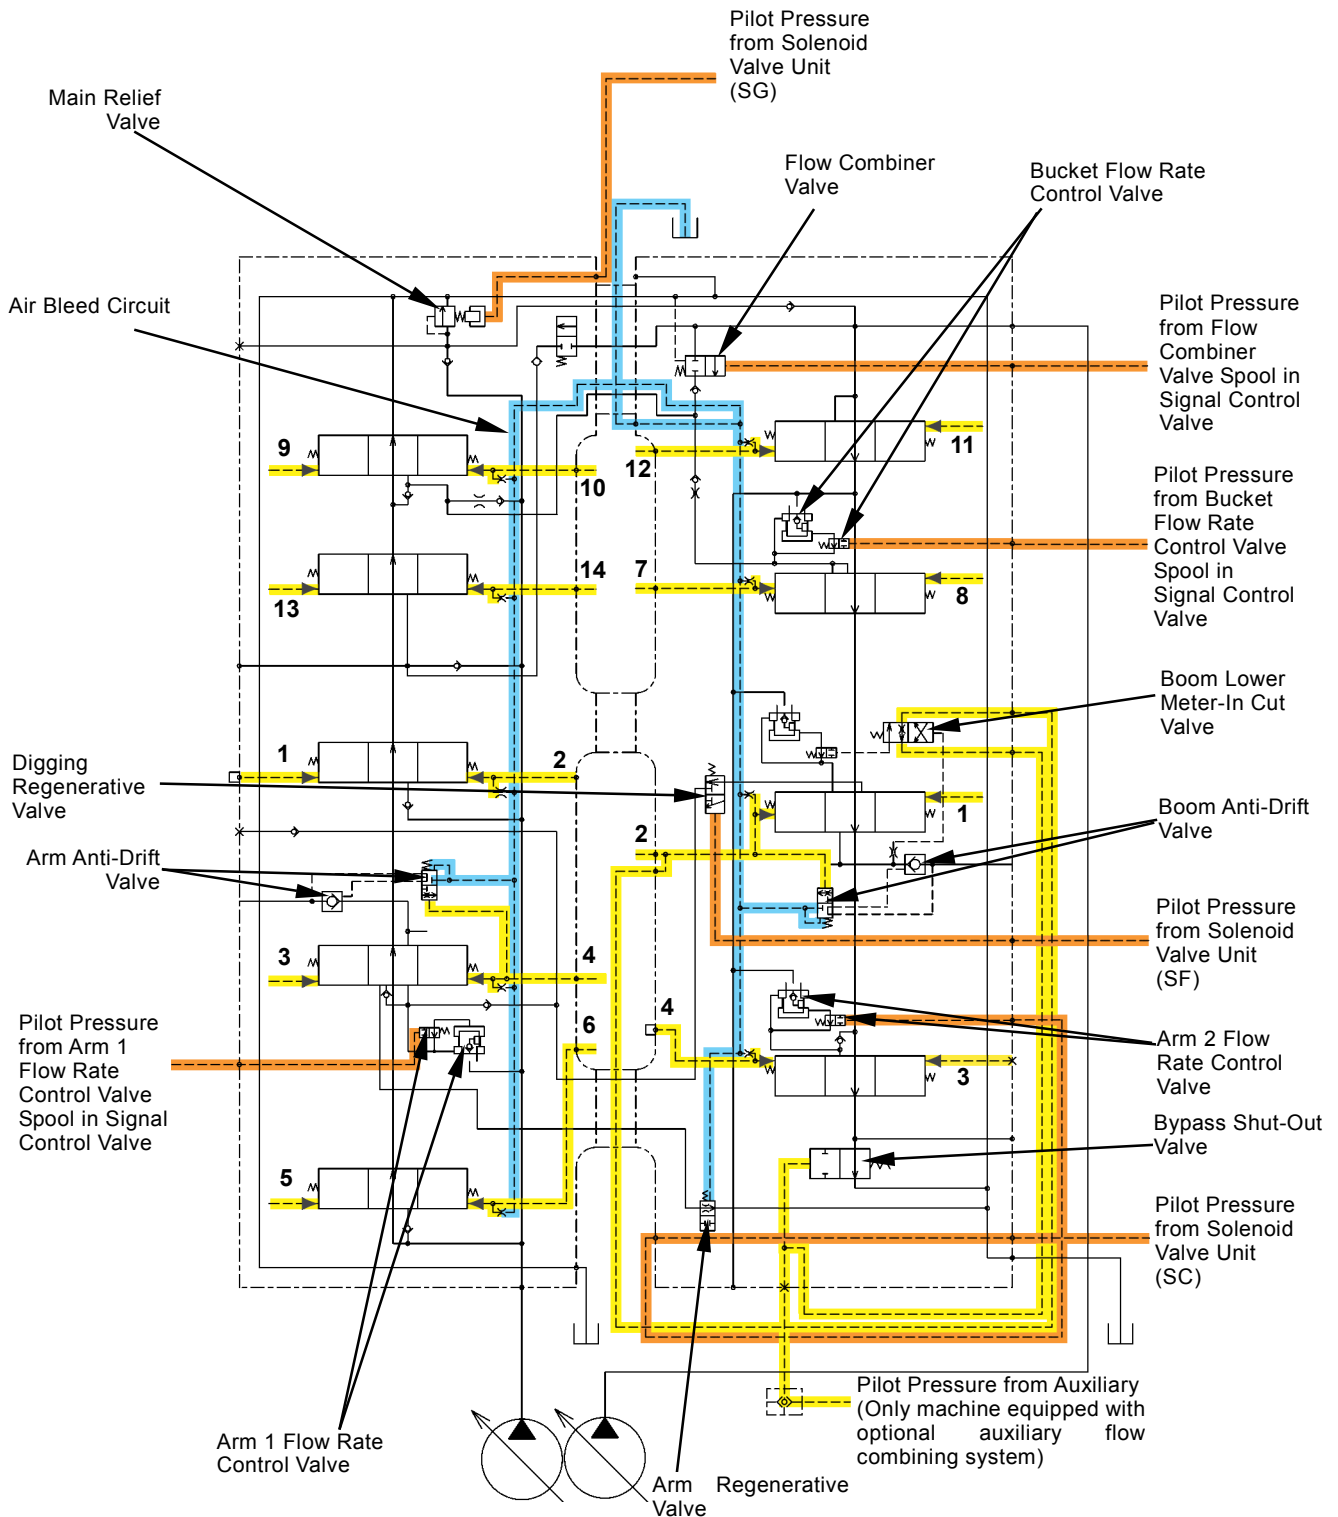 Pilot Pressure
from Solenoid
Valve Unit
(SG)
Main Relief
Valve
Flow Combiner
Valve
Bucket Flow Rate
Control Valve
Air Bleed Circuit
Pilot Pressure
from Flow
Combiner
Valve Spool in
Signal Control
Valve
9
10
12
11
Pilot Pressure
from Bucket
Flow Rate
Control Valve
Spool in
Signal Control
Valve
13
14
7
8
Boom Lower
Meter-In Cut
Valve
Digging
Regenerative
Valve
1
2
1
2
Boom Anti-Drift
Valve
Arm Anti-Drift
Valve
Pilot Pressure
from Solenoid
Valve Unit
(SF)
3
4
4
6
3
Pilot Pressure
from Arm 1
Flow Rate
Control Valve
Spool in Signal
Control Valve
Arm 2 Flow
Rate Control
Valve
Bypass Shut-Out
Valve
5
Pilot Pressure
from Solenoid
Valve Unit
(SC)
Pilot Pressure from Auxiliary
(Only machine equipped with
optional auxiliary flow
combining system)
Arm 1 Flow Rate
Control Valve
Arm Regenerative
Valve